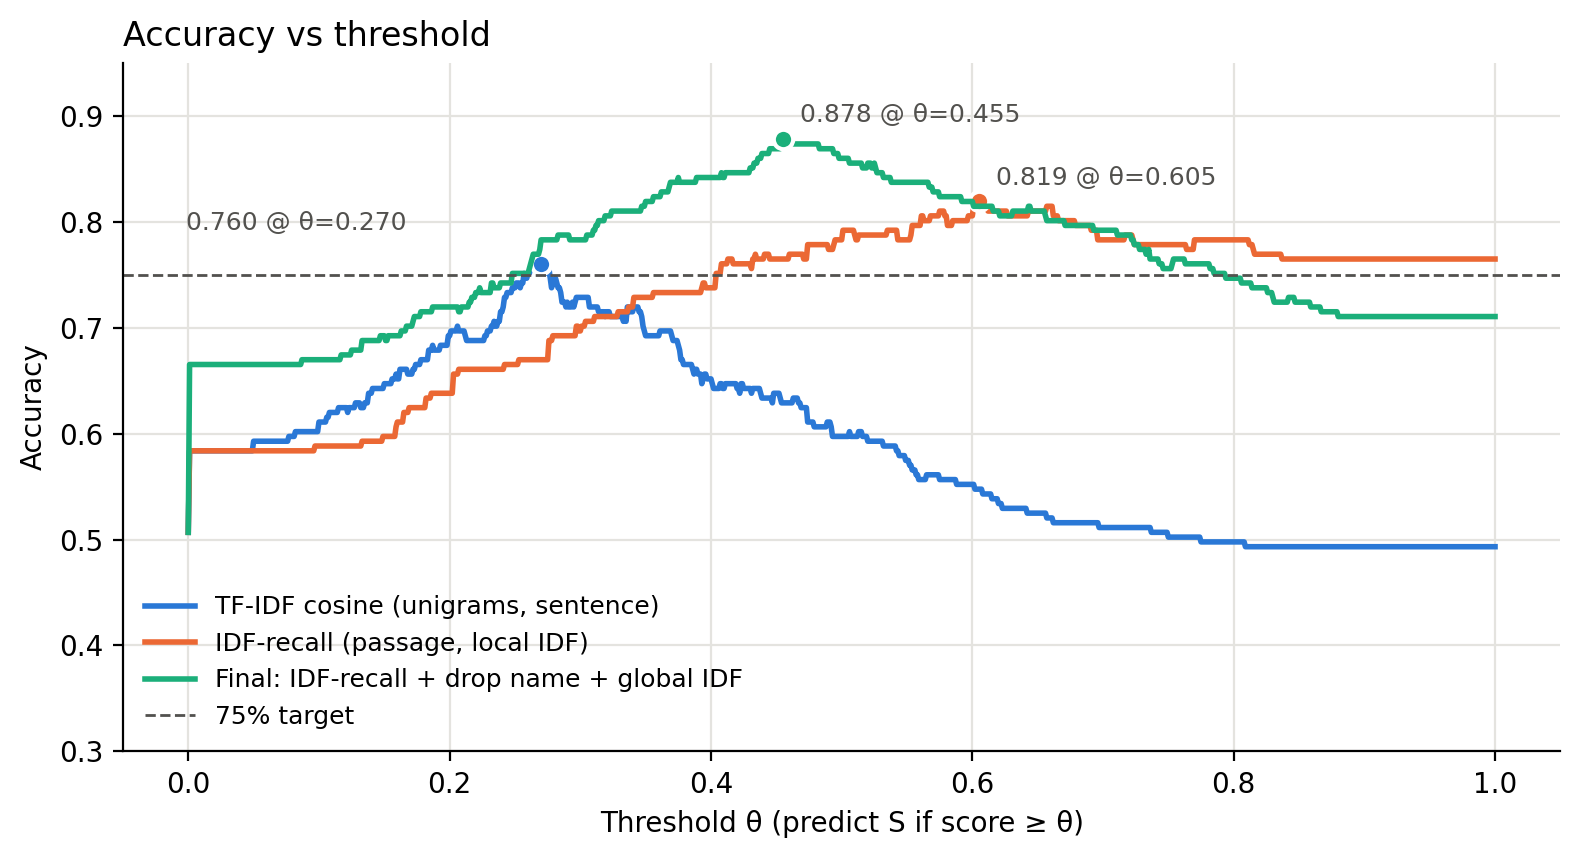 Accuracy vs threshold
0.878 @ θ=0.455
0.819 @ θ=0.605
0.760 @ θ=0.270
Accuracy
0.9
0.8
0.7
0.6
0.5
0.4
0.3
TF-IDF cosine (unigrams, sentence)
IDF-recall (passage, local IDF)
Final: IDF-recall + drop name + global IDF
75% target
0.0 0.2 0.4 0.6 0.8 1.0
Threshold θ (predict S if score ≥ θ)